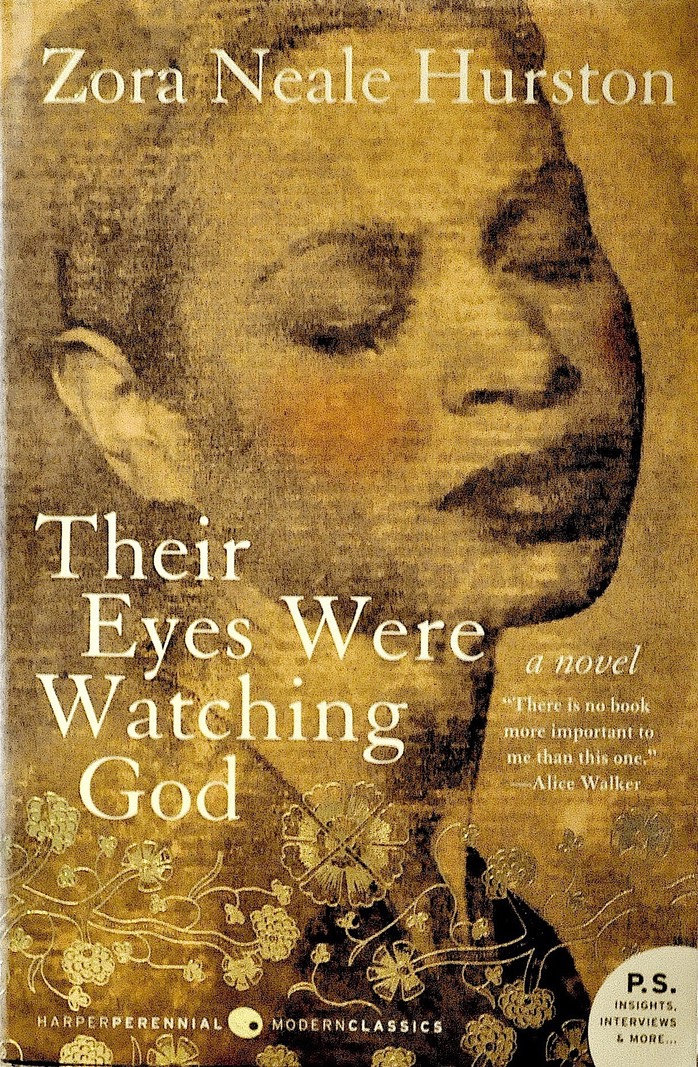 Zora Neale Hurston
Their
Eyes Were
Watching
God
a novel
“There is no book
more important to
me than this one.”
—Alice Walker
HARPERPERENNIAL MODERNCLASSICS
P.S.
INSIGHTS,
INTERVIEWS
& MORE...